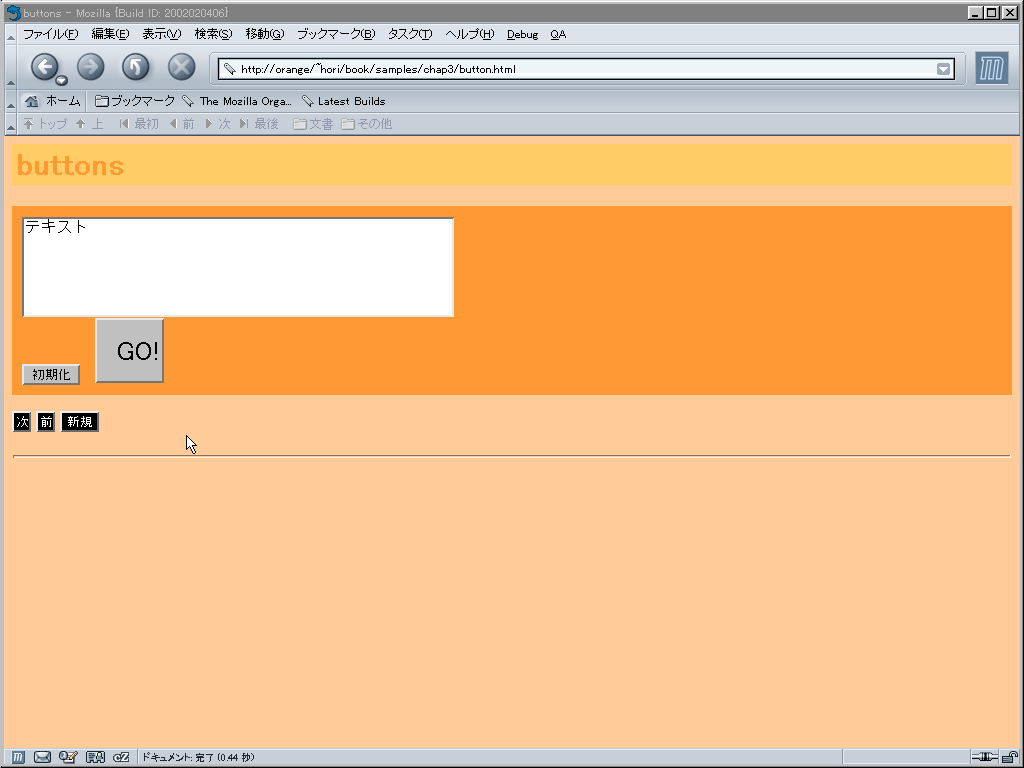 buttons - Mozilla {Build ID: 2002020406}
ファイル(F) 編集(E) 表示(V) 検索(S) 移動(G) ブックマーク(B) タスク(T) ヘルプ(H) Debug QA
http://orange/~hori/book/samples/chap3/button.html
ホーム ブックマーク The Mozilla Orga... Latest Builds
トップ 上 最初 前 次 最後 文書 その他
buttons
テキスト
初期化 GO!
次 前 新規
ドキュメント: 完了 (0.44 秒)